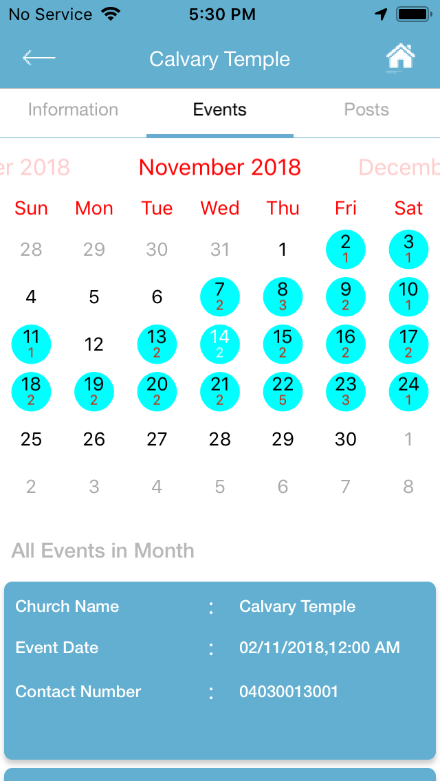 No Service 5:30 PM
Calvary Temple
Information Events Posts
er 2018 November 2018 Decemb
Sun Mon Tue Wed Thu Fri Sat
28 29 30 31 1 2 3
1 1
4 5 6 7 8 9 10
2 3 2 1
11 12 13 14 15 16 17
1 2 2 2 2 2
18 19 20 21 22 23 24
2 2 2 2 5 3 1
25 26 27 28 29 30 1
2 3 4 5 6 7 8
All Events in Month
Church Name : Calvary Temple
Event Date : 02/11/2018,12:00 AM
Contact Number : 04030013001